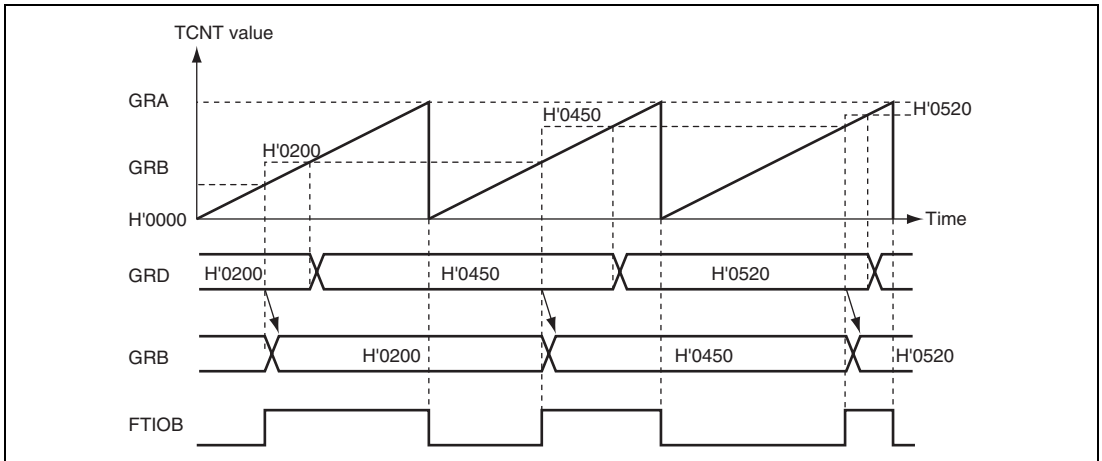 TCNT value
GRA
H'0450
H'0520
H'0200
GRB
H'0000
Time
GRD
H'0200
H'0450
H'0520
GRB
H'0200
H'0450
H'0520
FTIOB